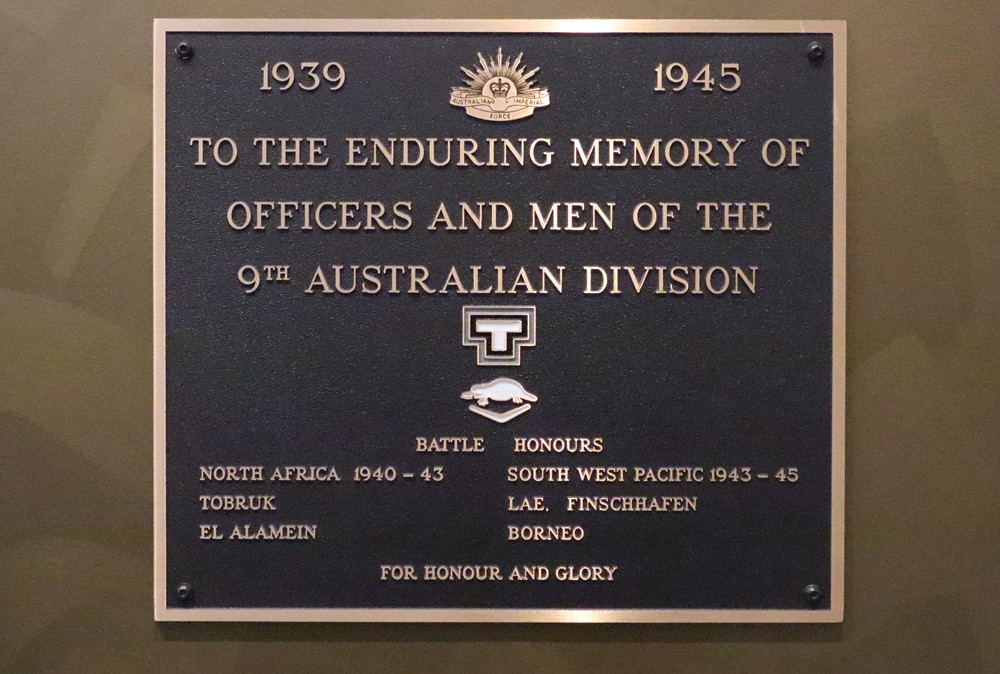 1939 1945
AUSTRALIAN IMPERIAL
FORCE
TO THE ENDURING MEMORY OF
OFFICERS AND MEN OF THE
9TH AUSTRALIAN DIVISION
T
BATTLE HONOURS
NORTH AFRICA 1940 – 43 SOUTH WEST PACIFIC 1943 – 45
TOBRUK LAE, FINSCHHAFEN
EL ALAMEIN BORNEO
FOR HONOUR AND GLORY